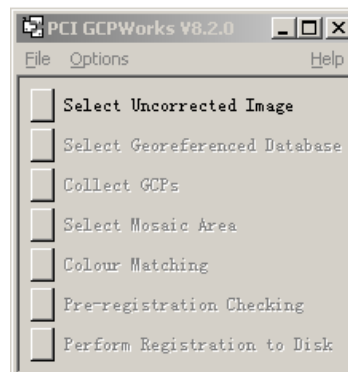 PCI GCPWorks V8.2.0
File Options Help
Select Uncorrected Image
Select Georeferenced Database
Collect GCPs
Select Mosaic Area
Colour Matching
Pre-registration Checking
Perform Registration to Disk